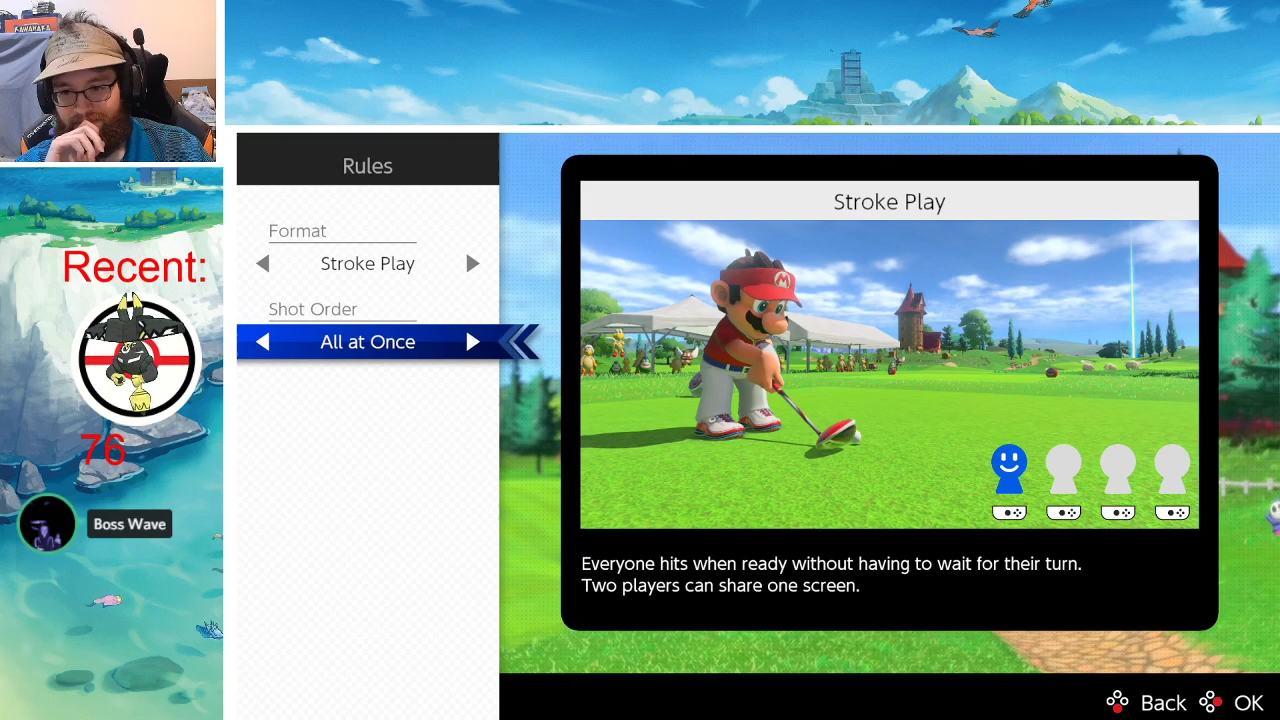 KAWAHARA
Rules
Format
Stroke Play
Shot Order
All at Once
Stroke Play
Everyone hits when ready without having to wait for their turn.
Two players can share one screen.
Back
OK
Recent:
76
Boss Wave